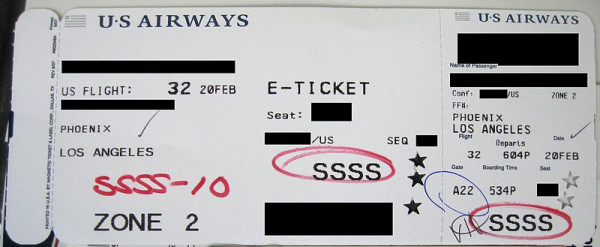 U·S AIRWAYS
US FLIGHT: 32 20FEB
PHOENIX
LOS ANGELES
SSSS-10
ZONE 2
E-TICKET
Seat:
/US SEQ
SSSS
U·S AIRWAYS
Name of Passenger
Conf: /US ZONE 2
FF#:
PHOENIX
LOS ANGELES
Departs
Flight Date
32 604P 20FEB
Gate Boarding Time Seat
A22 534P
SSSS